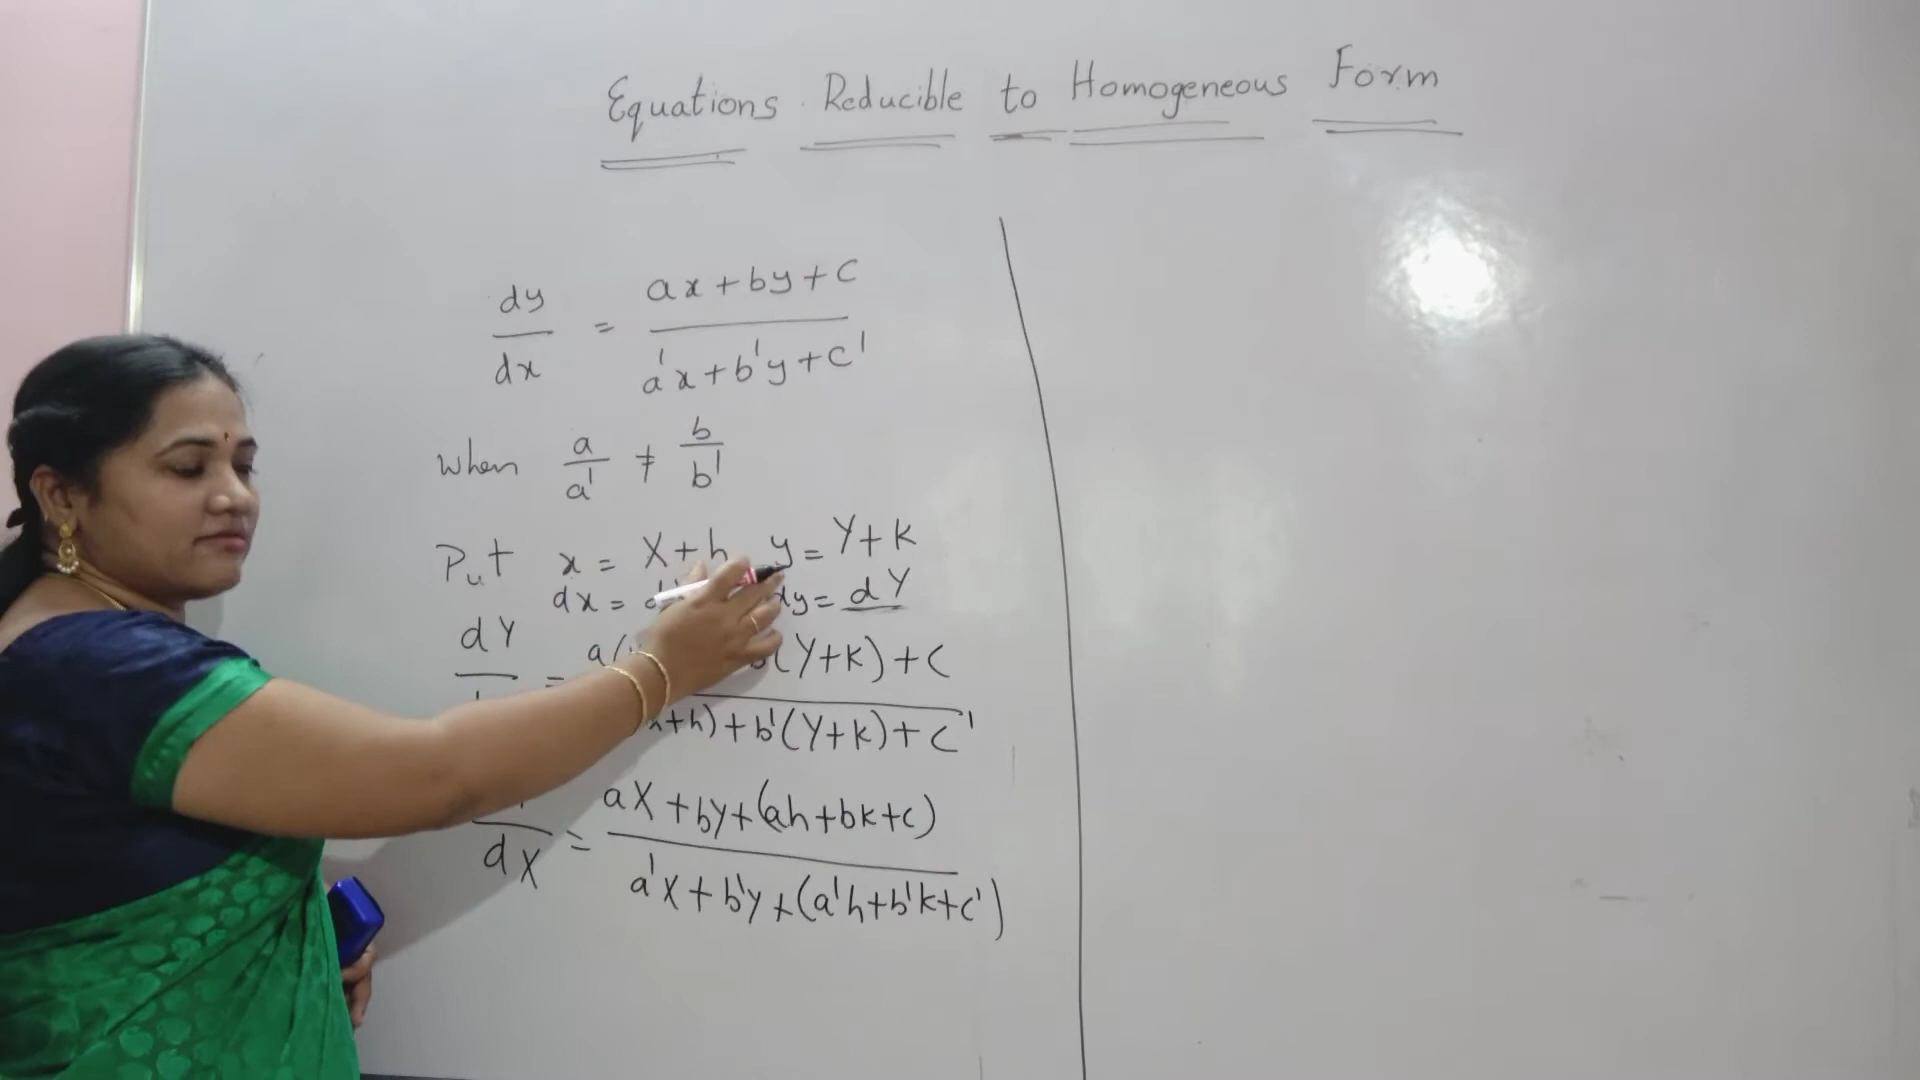 Equations Reducible to Homogeneous Form
dy/dx = ax+by+c / a'x+b'y+c'
When a/a' ≠ b/b'
Put x = X+h y = Y+k
dx = dy = dY
dY = a( (Y+k)+c / +h)+b'(Y+k)+c'
dX = aX+by+(ah+bk+c) / a'X+b'y+(a'h+b'k+c')